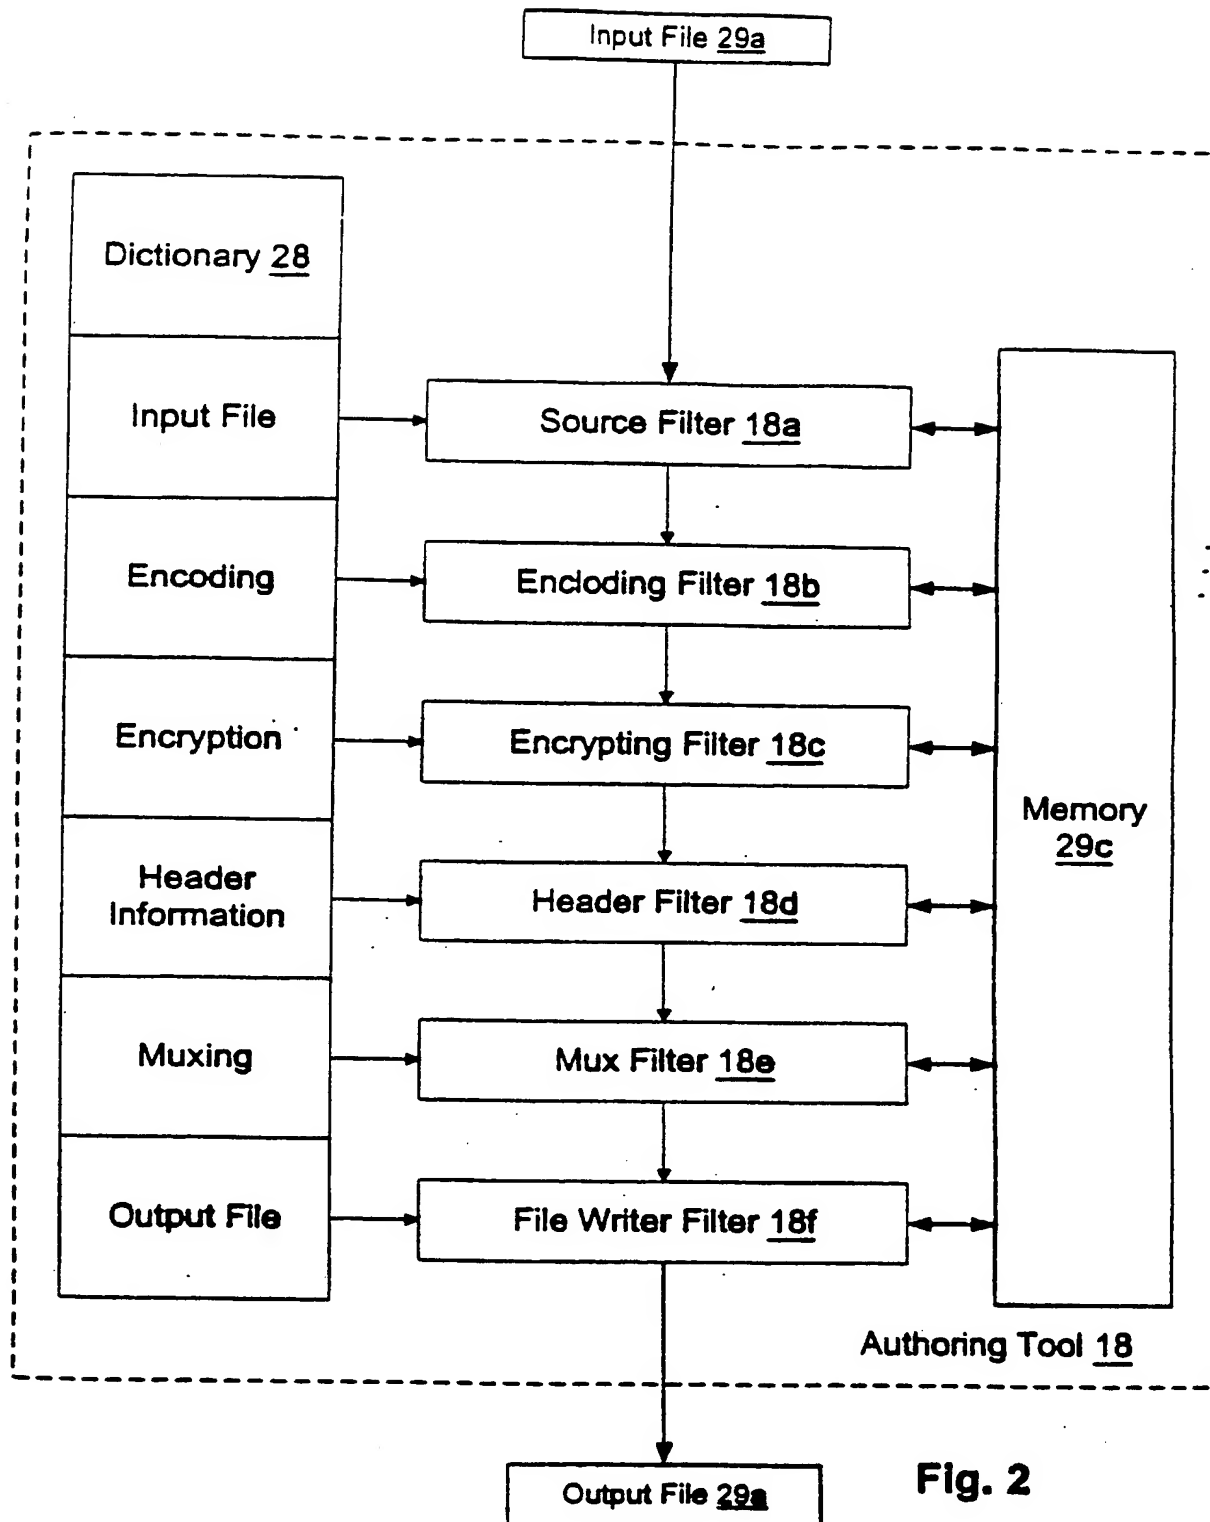 Input File 29a
Dictionary 28
Input File
Source Filter 18a
Encoding
Encloding Filter 18b
Encryption
Encrypting Filter 18c
Memory
29c
Header
Information
Header Filter 18d
Muxing
Mux Filter 18e
Output File
File Writer Filter 18f
Authoring Tool 18
Output File 29a
Fig. 2